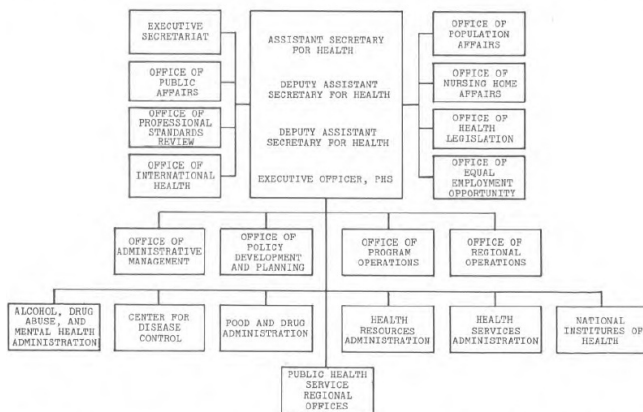 EXECUTIVE
SECRETARIAT
OFFICE OF
PUBLIC
AFFAIRS
OFFICE OF
PROFESSIONAL
STANDARDS
REVIEW
OFFICE OF
INTERNATIONAL
HEALTH
ASSISTANT SECRETARY
FOR HEALTH
DEPUTY ASSISTANT
SECRETARY FOR HEALTH
DEPUTY ASSISTANT
SECRETARY FOR HEALTH
EXECUTIVE OFFICER, PHS
OFFICE OF
POPULATION
AFFAIRS
OFFICE OF
NURSING HOME
AFFAIRS
OFFICE OF
HEALTH
LEGISLATION
OFFICE OF
EQUAL
EMPLOYMENT
OPPORTUNITY
OFFICE OF
ADMINISTRATIVE
MANAGEMENT
OFFICE OF
POLICY
DEVELOPMENT
AND PLANNING
OFFICE OF
PROGRAM
OPERATIONS
OFFICE OF
REGIONAL
OPERATIONS
ALCOHOL, DRUG
ABUSE, AND
MENTAL HEALTH
ADMINISTRATION
CENTER FOR
DISEASE
CONTROL
FOOD AND DRUG
ADMINISTRATION
HEALTH
RESOURCES
ADMINISTRATION
HEALTH
SERVICES
ADMINISTRATION
NATIONAL
INSTITUTES OF
HEALTH
PUBLIC HEALTH
SERVICE
REGIONAL
OFFICES